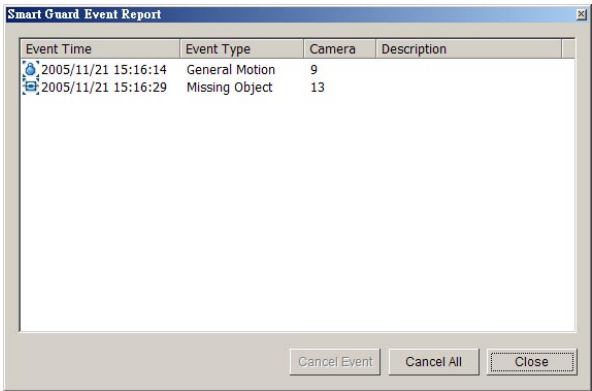 Smart Guard Event Report
Event Time Event Type Camera Description
2005/11/21 15:16:14 General Motion 9
2005/11/21 15:16:29 Missing Object 13
Cancel Event Cancel All Close